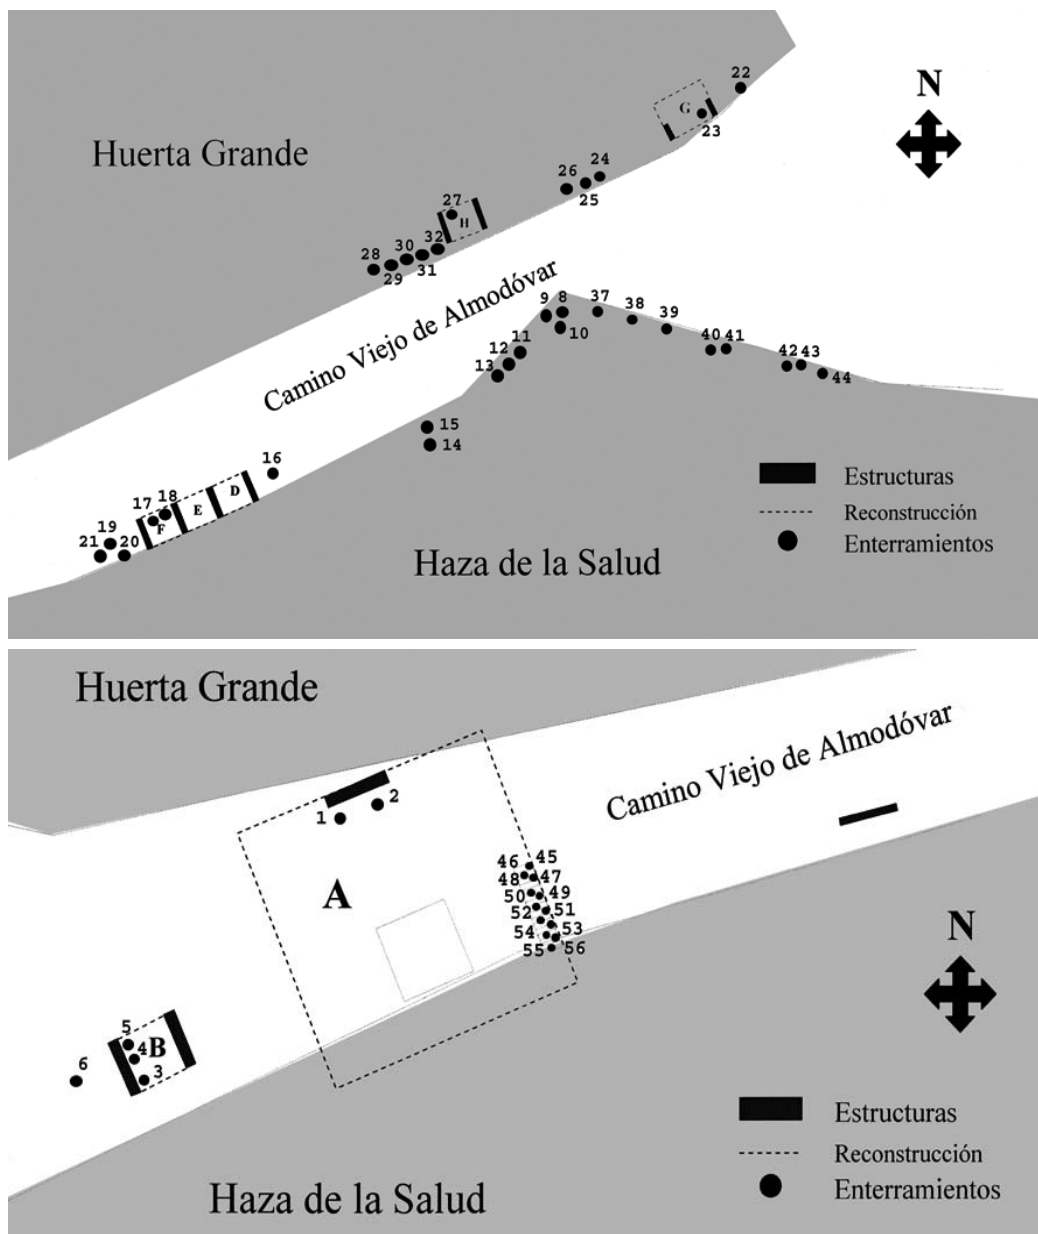 22
N
G
23
Huerta Grande
26
24
25
27
H
28
30
32
29
31
Camino Viejo de Almodóvar
9
8
37
38
39
10
11
12
13
40
41
42
43
44
15
14
16
17
18
D
E
F
19
21
20
Estructuras
Reconstrucción
Enterramientos
Haza de la Salud
Huerta Grande
Camino Viejo de Almodóvar
2
1
46
45
48
47
A
50
49
52
51
54
53
55
56
N
5
4
B
6
3
Estructuras
Reconstrucción
Enterramientos
Haza de la Salud